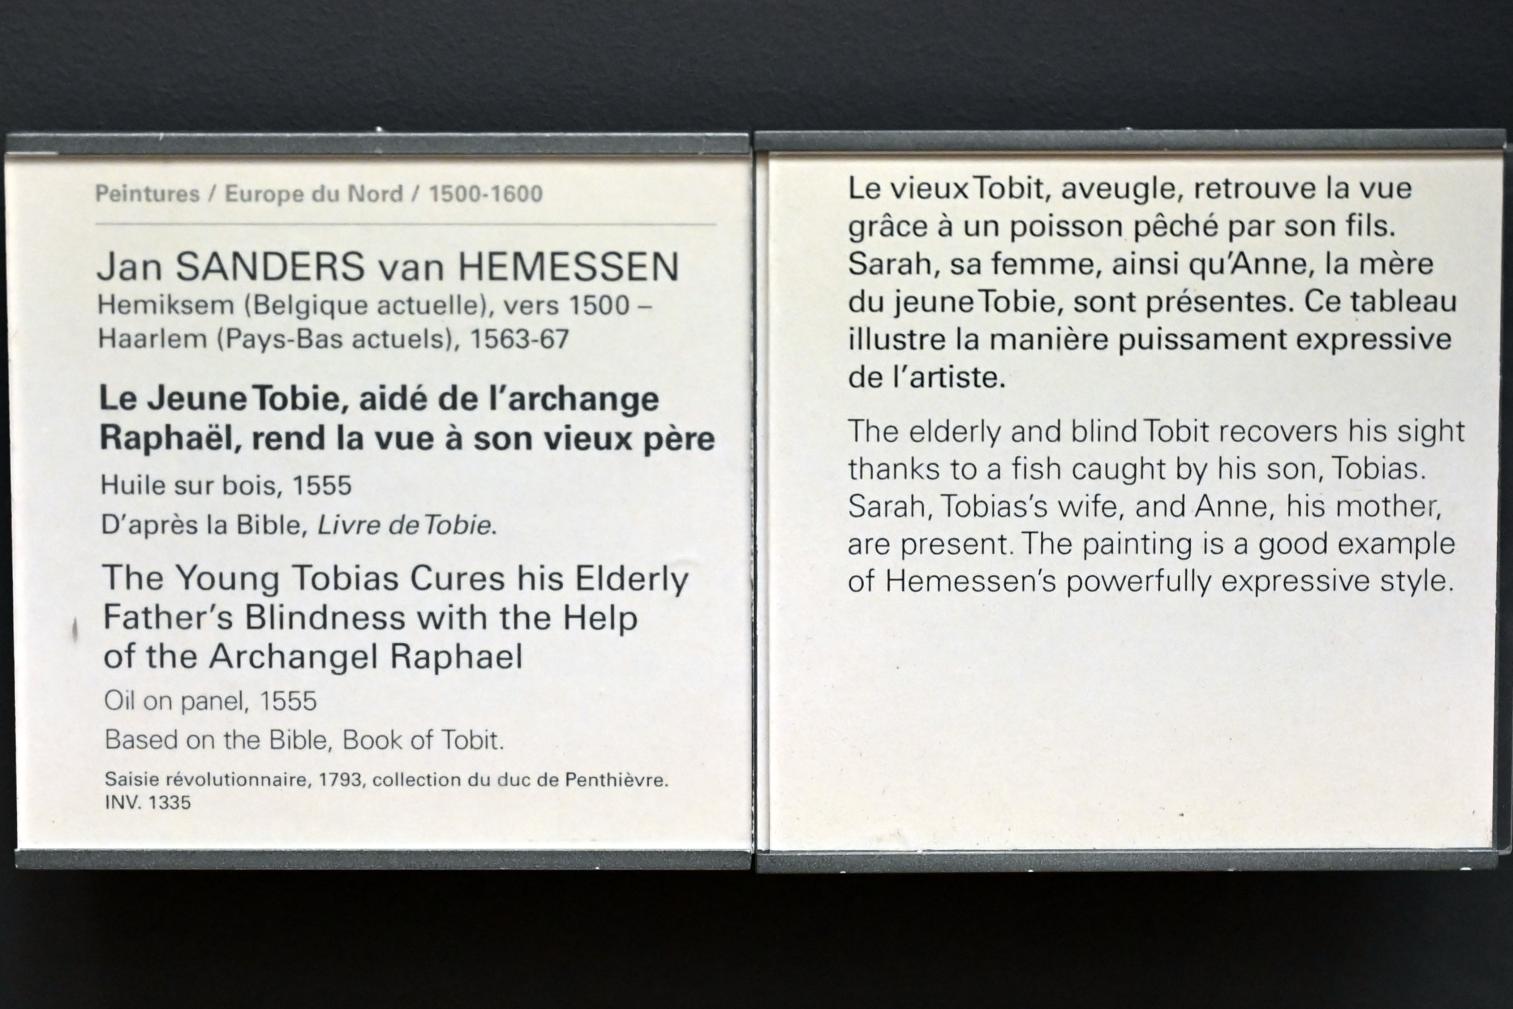 Peintures / Europe du Nord / 1500-1600
Jan SANDERS van HEMESSEN
Hemiksem (Belgique actuelle), vers 1500 –
Haarlem (Pays-Bas actuels), 1563-67
Le Jeune Tobie, aidé de l'archange
Raphaël, rend la vue à son vieux père
Huile sur bois, 1555
D'après la Bible, Livre de Tobie.
The Young Tobias Cures his Elderly
Father's Blindness with the Help
of the Archangel Raphael
Oil on panel, 1555
Based on the Bible, Book of Tobit.
Saisie révolutionnaire, 1793, collection du duc de Penthièvre.
INV. 1335
Le vieux Tobit, aveugle, retrouve la vue
grâce à un poisson pêché par son fils.
Sarah, sa femme, ainsi qu'Anne, la mère
du jeune Tobie, sont présentes. Ce tableau
illustre la manière puissament expressive
de l'artiste.
The elderly and blind Tobit recovers his sight
thanks to a fish caught by his son, Tobias.
Sarah, Tobias's wife, and Anne, his mother,
are present. The painting is a good example
of Hemessen's powerfully expressive style.